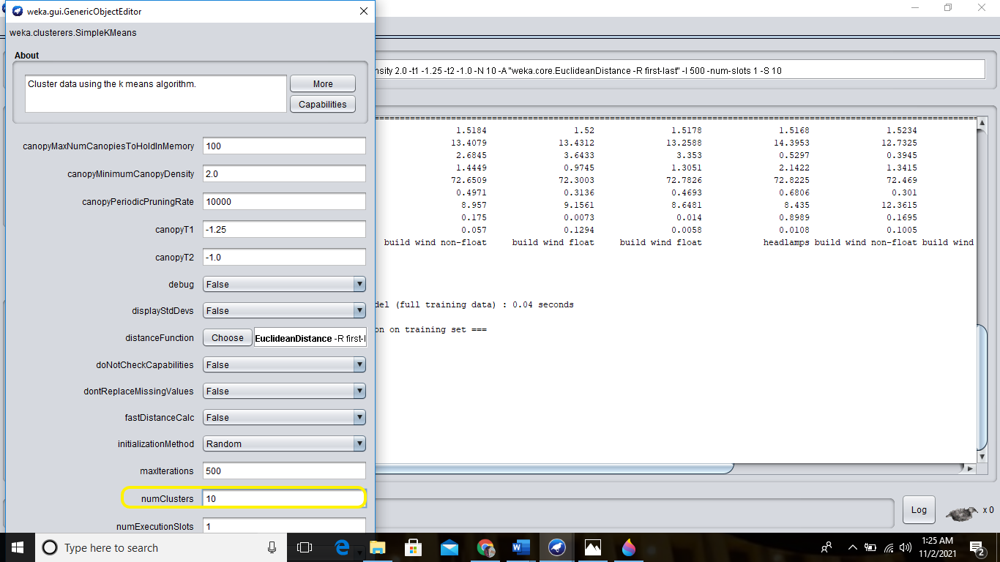 weka.gui.GenericObjectEditor
weka.clusterers.SimpleKMeans
About
Cluster data using the k means algorithm.
More
Capabilities
canopyMaxNumCanopiesToHoldInMemory 100
canopyMinimumCanopyDensity 2.0
canopyPeriodicPruningRate 10000
canopyT1 -1.25
canopyT2 -1.0
debug False
displayStdDevs False
distanceFunction Choose EuclideanDistance -R first-l
doNotCheckCapabilities False
dontReplaceMissingValues False
fastDistanceCalc False
initializationMethod Random
maxIterations 500
numClusters 10
numExecutionSlots 1
nsity 2.0 -t1 -1.25 -t2 -1.0 -N 10 -A "weka.core.EuclideanDistance -R first-last" -I 500 -num-slots 1 -S 10
1.5184 1.52 1.5178 1.5168 1.5234
13.4079 13.4312 13.2588 14.3953 12.7325
2.6845 3.6433 3.353 0.5297 0.3945
1.4449 0.9745 1.3051 2.1422 1.3415
72.6509 72.3003 72.7826 72.8225 72.469
0.4971 0.3136 0.4693 0.6806 0.301
8.957 9.1561 8.6481 8.435 12.3615
0.175 0.0073 0.014 0.8989 0.1695
0.057 0.1294 0.0058 0.0108 0.1005
build wind non-float build wind float build wind float headlamps build wind non-float build wind
del (full training data) : 0.04 seconds
on on training set ===
Log
x 0
Type here to search
1:25 AM
11/2/2021
2